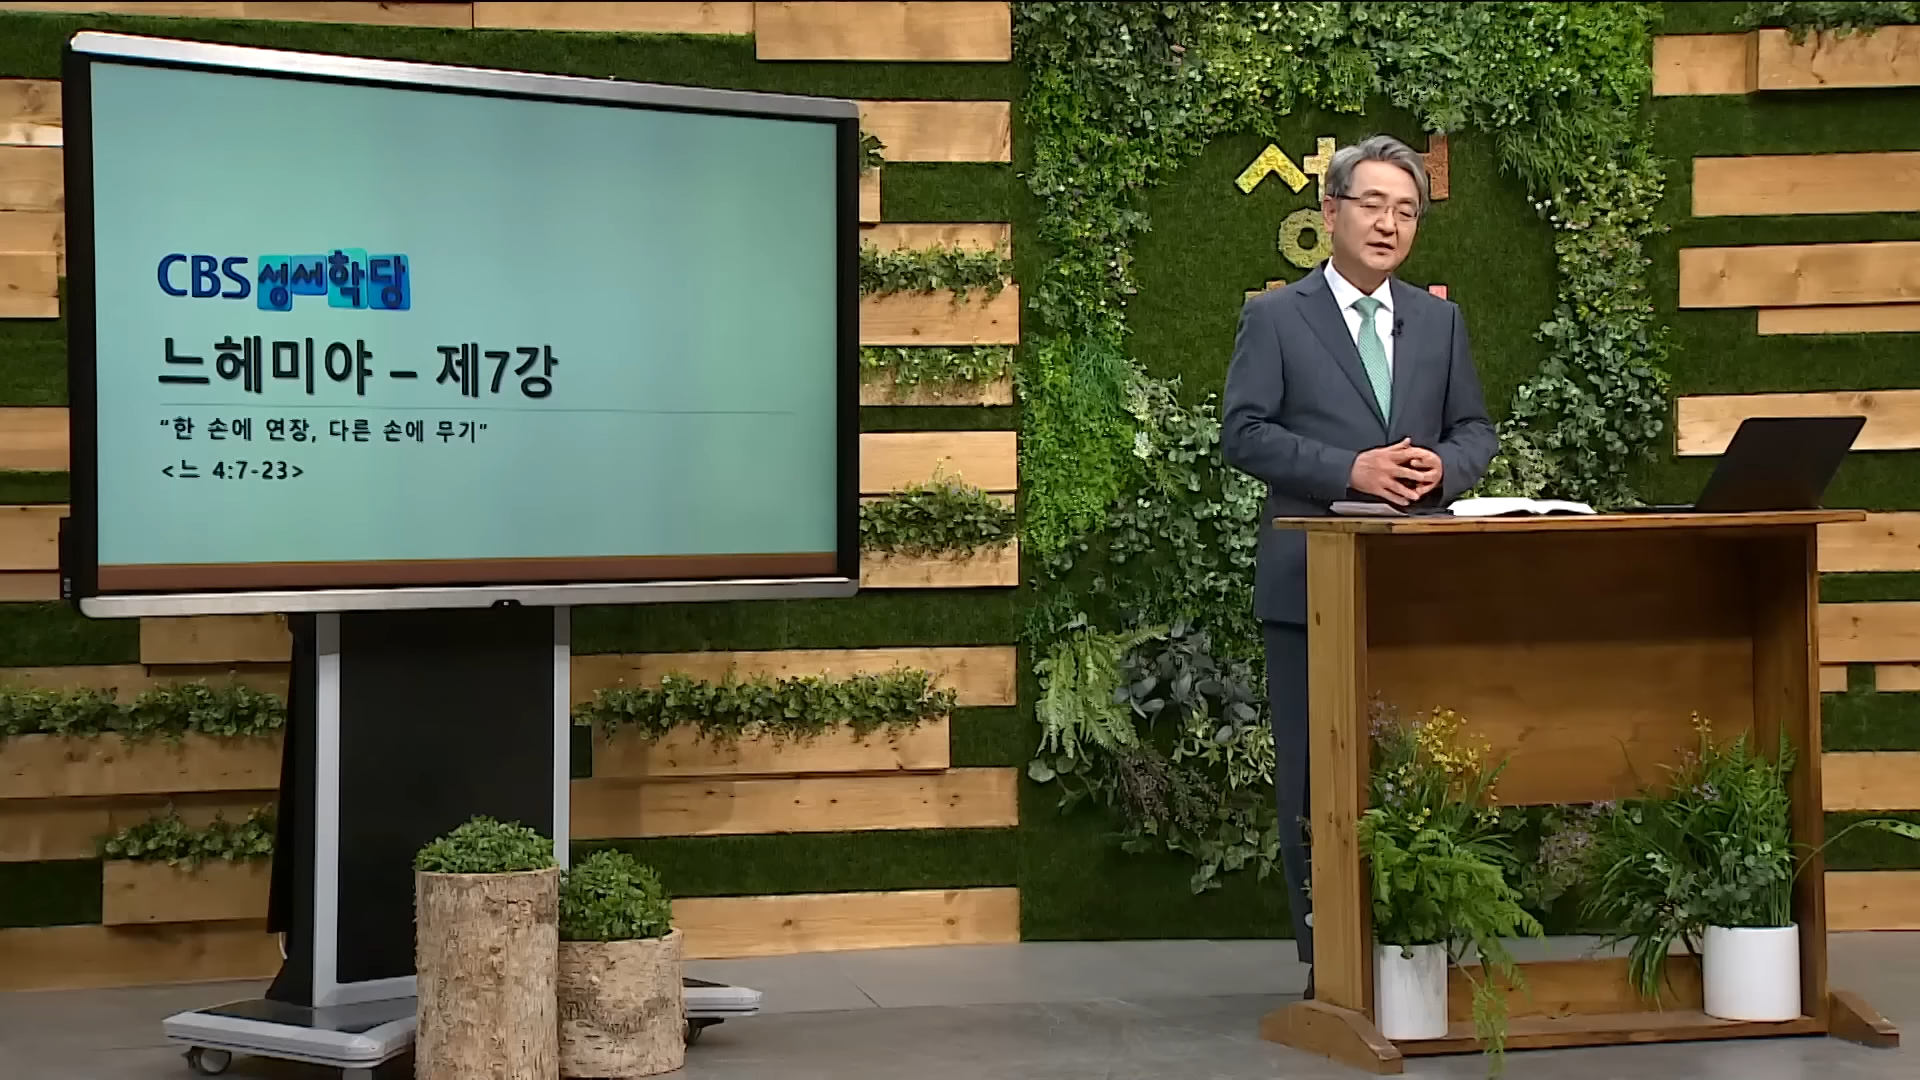 CBS 성서학당
느헤미야 – 제7강
“한 손에 연장, 다른 손에 무기”
<느 4:7-23>